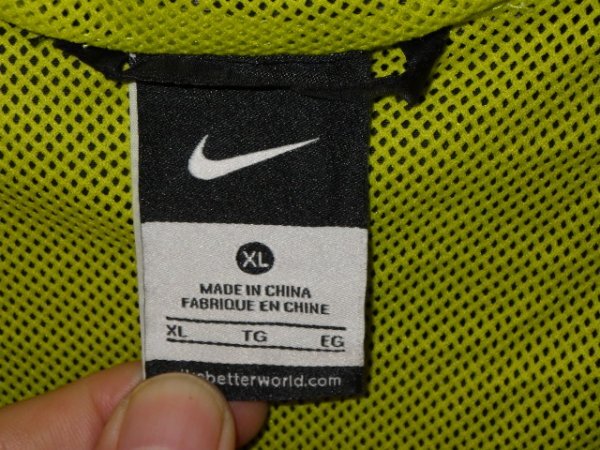 XL
MADE IN CHINA
FABRIQUE EN CHINE
XL TG EG
betterworld.com